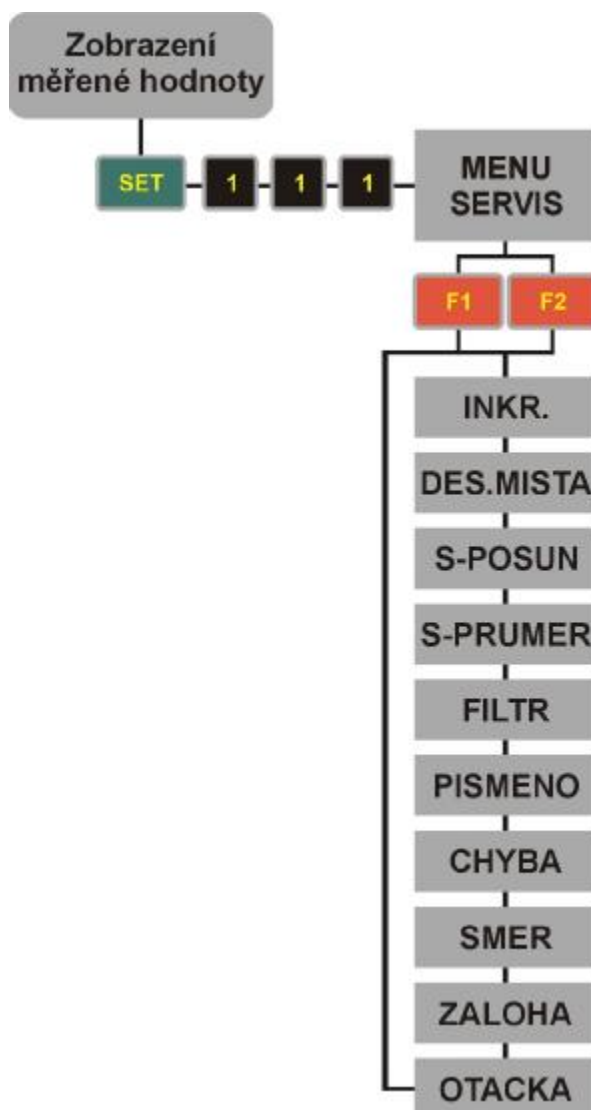 Zobrazení
měřené hodnoty
SET 1 1 1 MENU
SERVIS
F1 F2
INKR.
DES.MISTA
S-POSUN
S-PRUMER
FILTR
PISMENO
CHYBA
SMER
ZALOHA
OTACKA